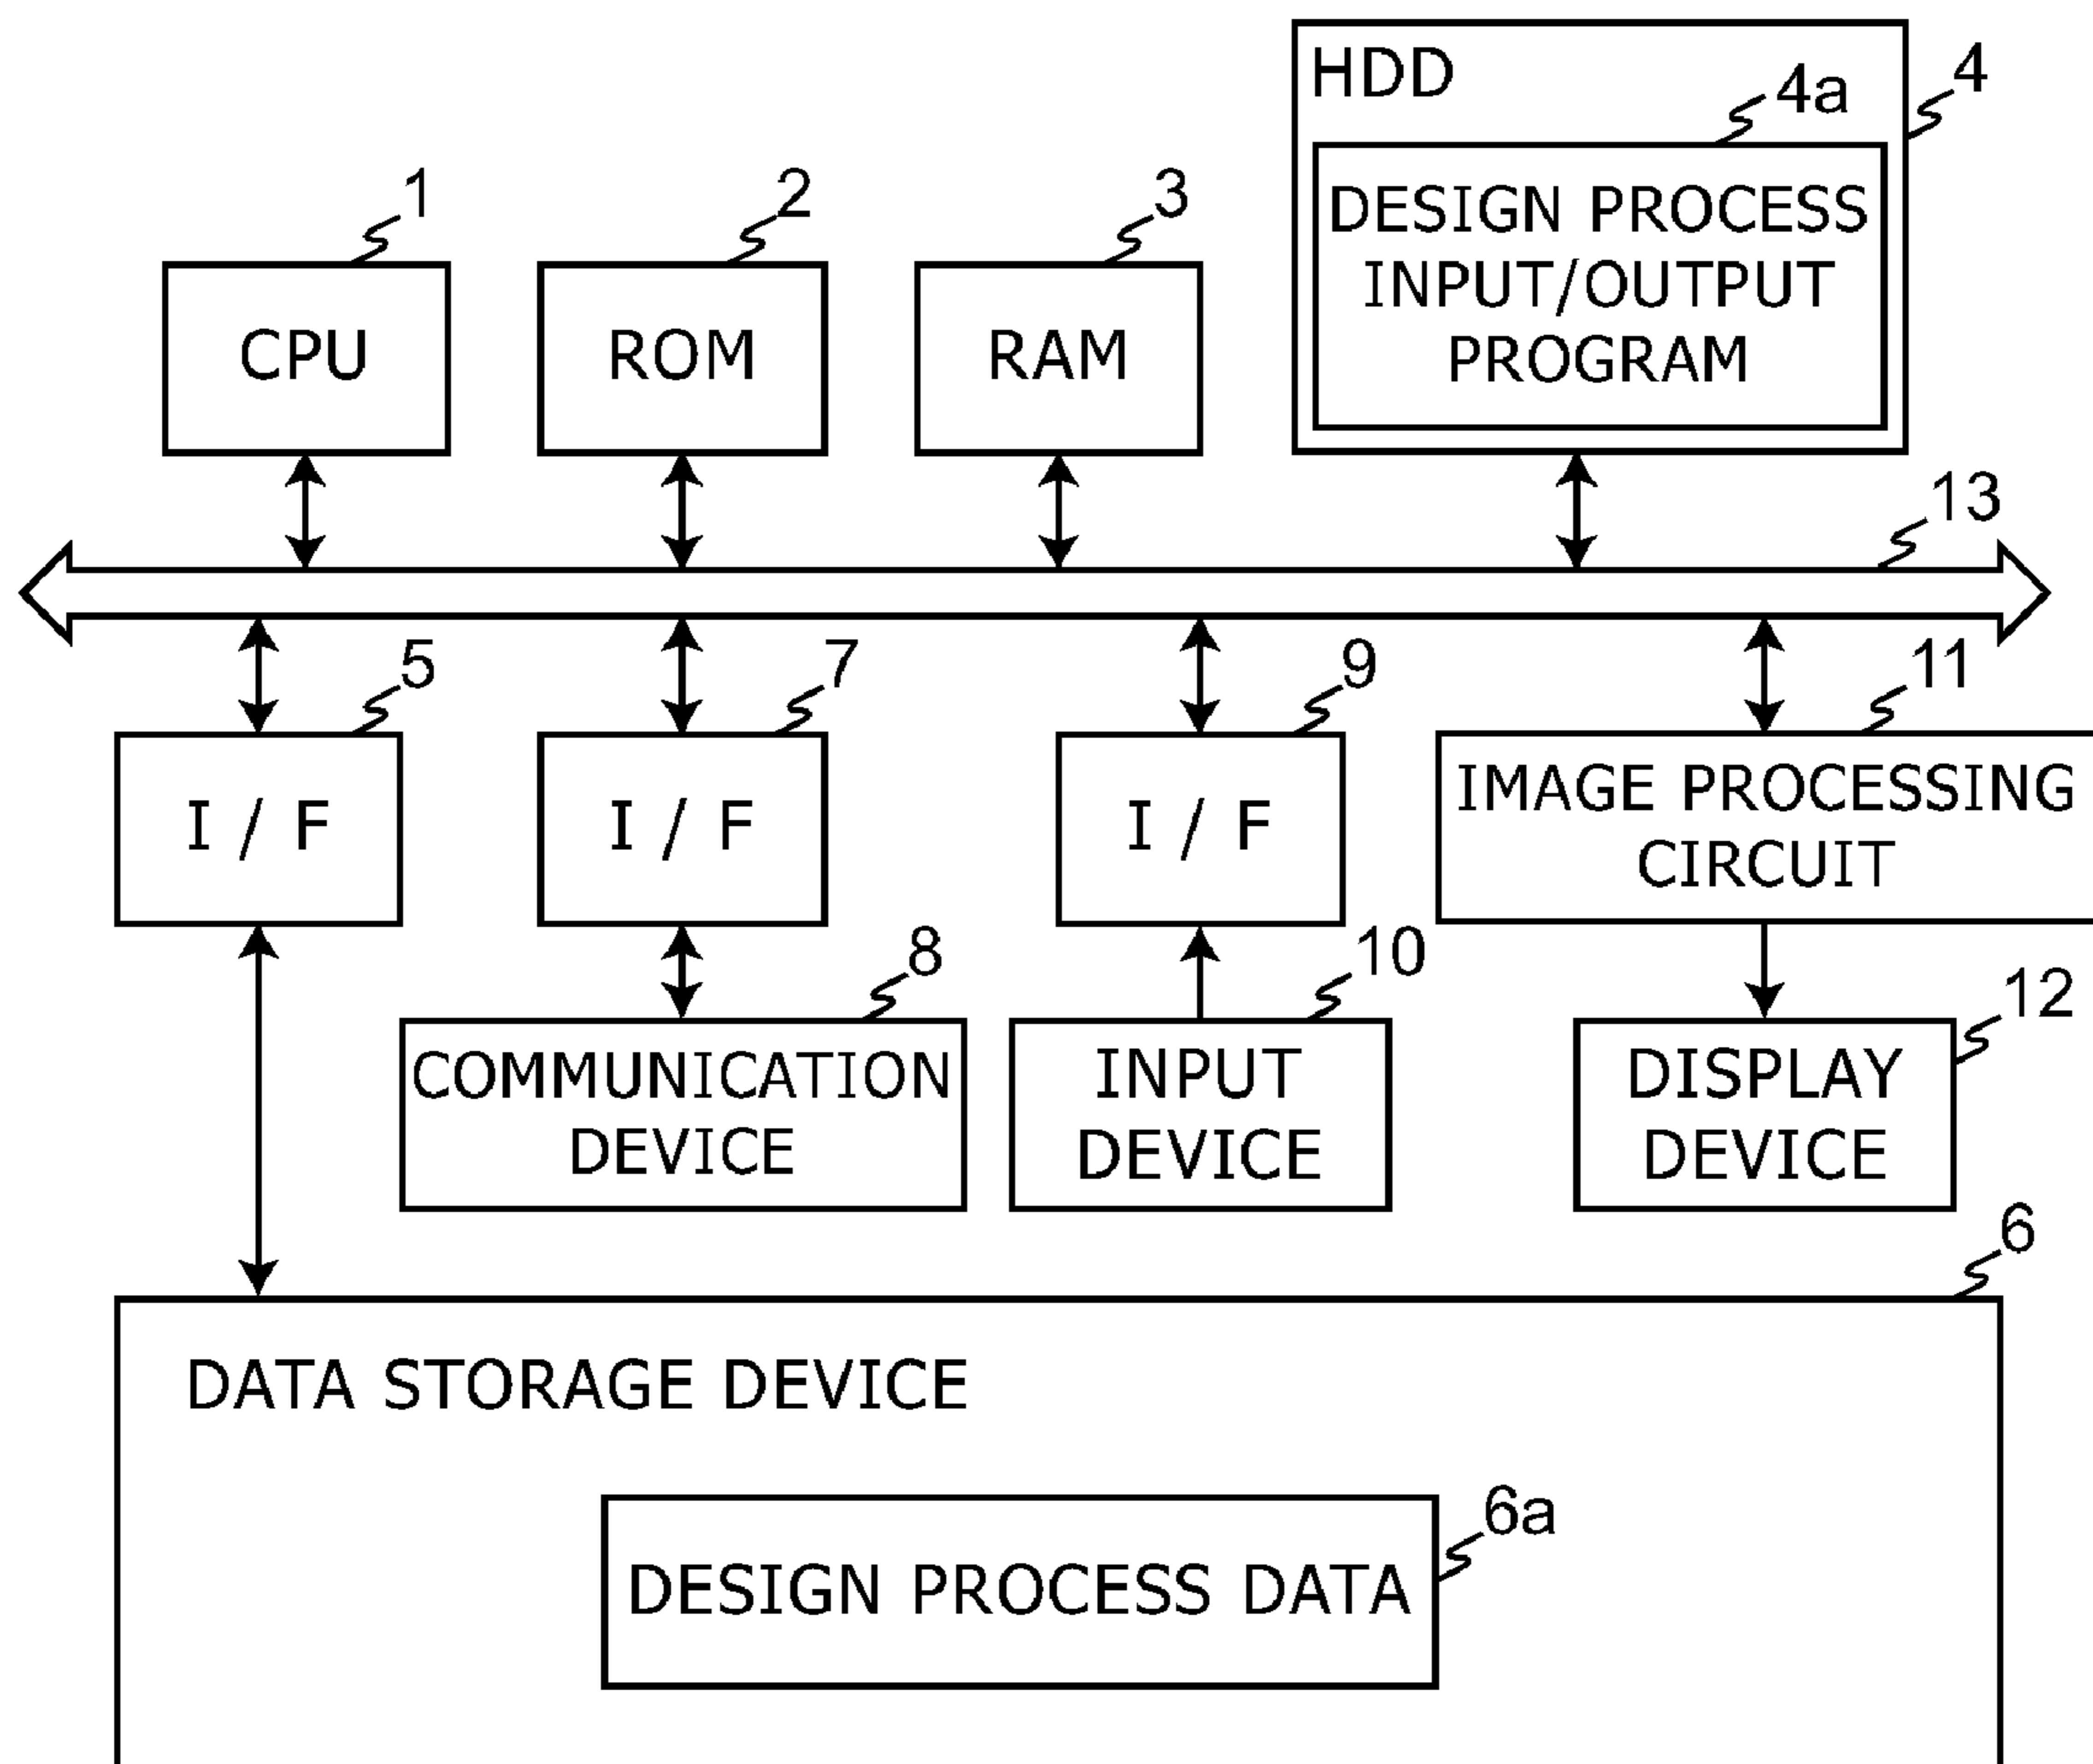 HDD
4
4a
DESIGN PROCESS
INPUT/OUTPUT
PROGRAM
1
CPU
2
ROM
3
RAM
13
5
I / F
7
I / F
9
I / F
11
IMAGE PROCESSING
CIRCUIT
8
COMMUNICATION
DEVICE
10
INPUT
DEVICE
12
DISPLAY
DEVICE
6
DATA STORAGE DEVICE
6a
DESIGN PROCESS DATA